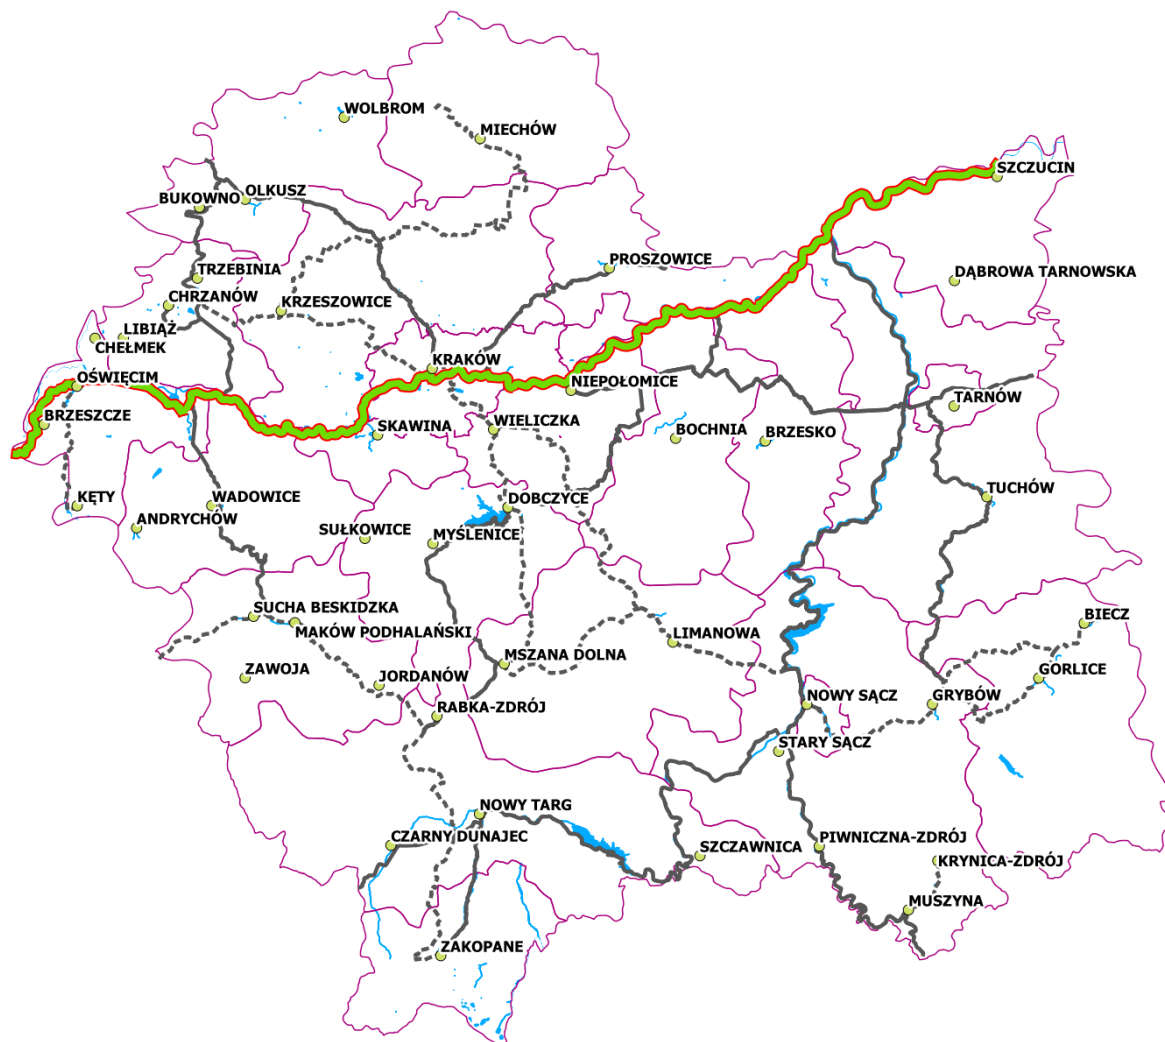 WOLBROM
MIECHÓW
SZCZUCIN
BUKOWNO
OLKUSZ
PROSZOWICE
TRZEBINIA
DĄBROWA TARNOWSKA
CHRZANÓW
KRZESZOWICE
LIBIĄŻ
CHEŁMEK
KRAKÓW
OŚWIĘCIM
NIEPOŁOMICE
TARNÓW
BRZESZCZE
SKAWINA
WIELICZKA
BOCHNIA
BRZESKO
KĘTY
WADOWICE
DOBCZYCE
TUCHÓW
ANDRYCHÓW
SUŁKOWICE
MYŚLENICE
SUCHA BESKIDZKA
BIECZ
MAKÓW PODHALAŃSKI
LIMANOWA
MSZANA DOLNA
ZAWOJA
JORDANÓW
GORLICE
NOWY SĄCZ
GRYBÓW
RABKA-ZDRÓJ
STARY SĄCZ
NOWY TARG
CZARNY DUNAJEC
SZCZAWNICA
PIWNICZNA-ZDRÓJ
KRYNICA-ZDRÓJ
MUSZYNA
ZAKOPANE